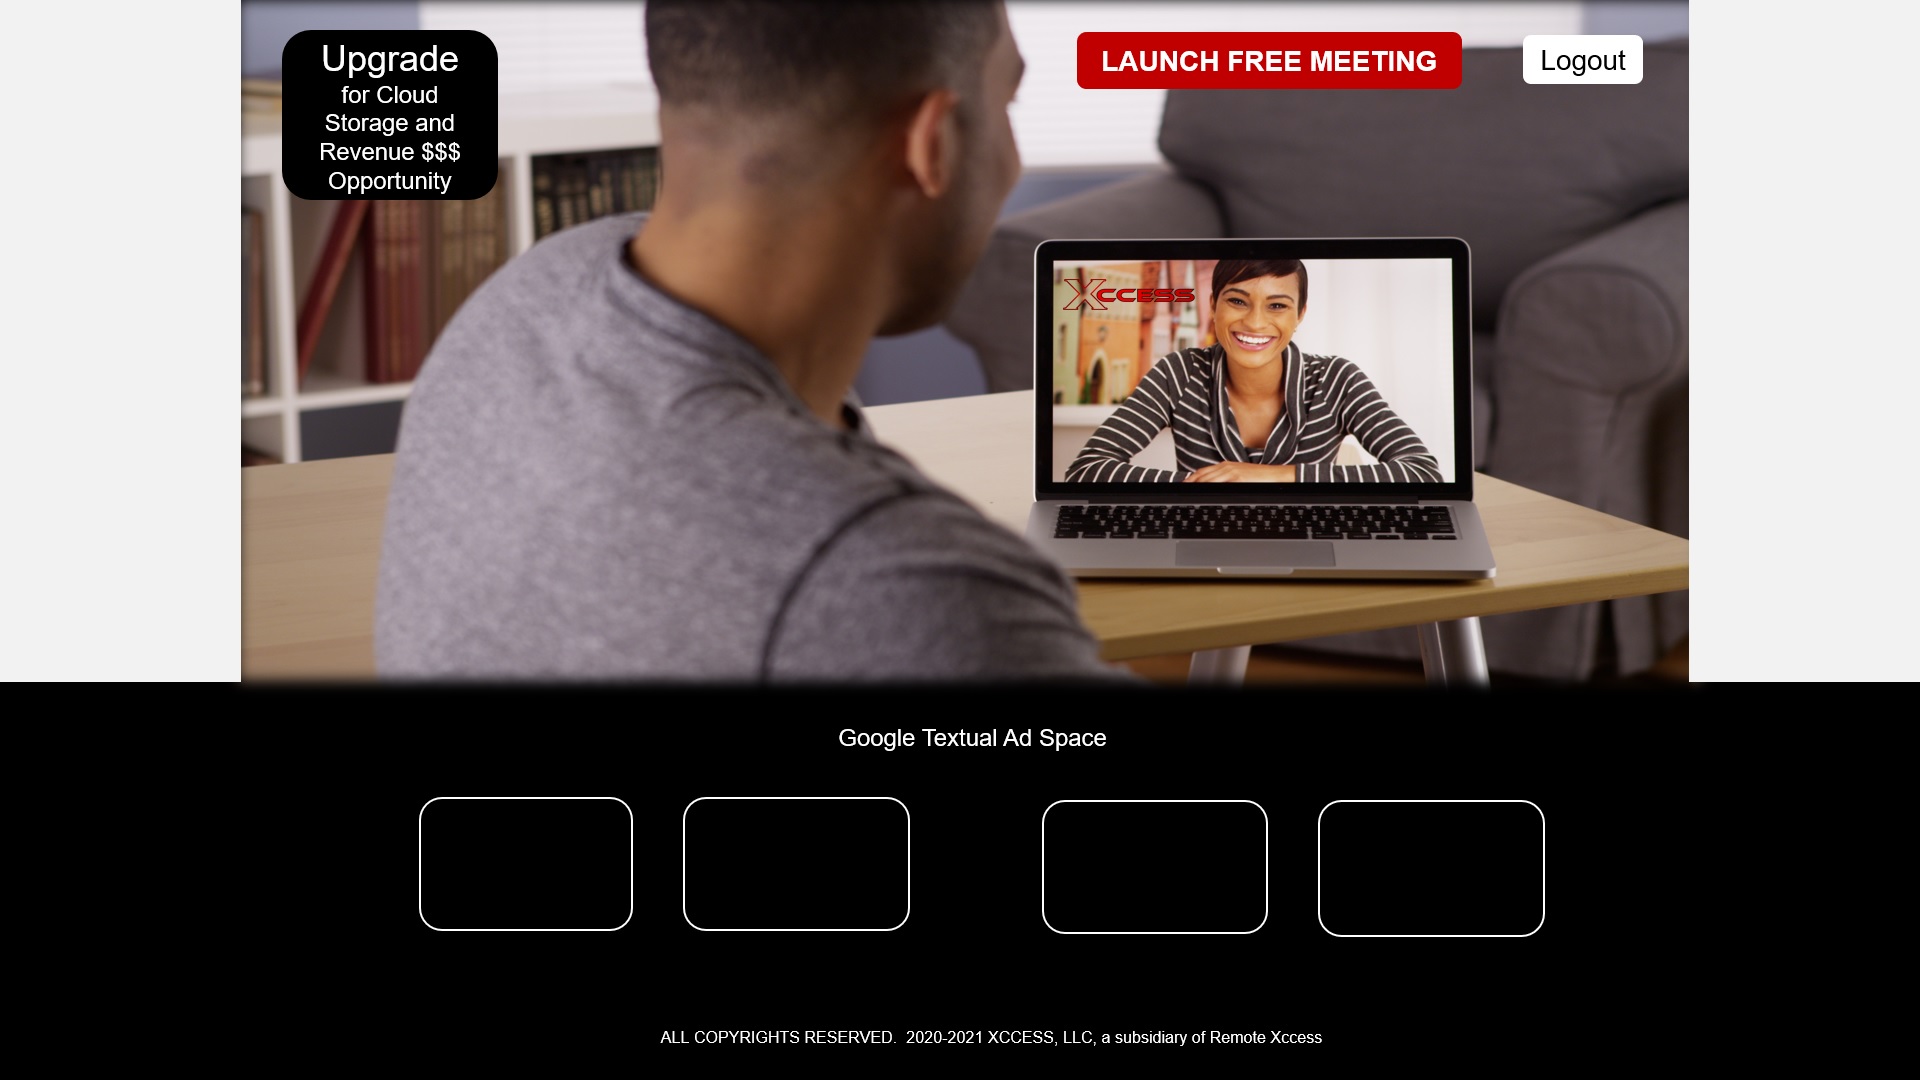 Upgrade
for Cloud
Storage and
Revenue $$$
Opportunity
LAUNCH FREE MEETING
Logout
XCCESS
Google Textual Ad Space
ALL COPYRIGHTS RESERVED.  2020-2021 XCCESS, LLC, a subsidiary of Remote Xccess